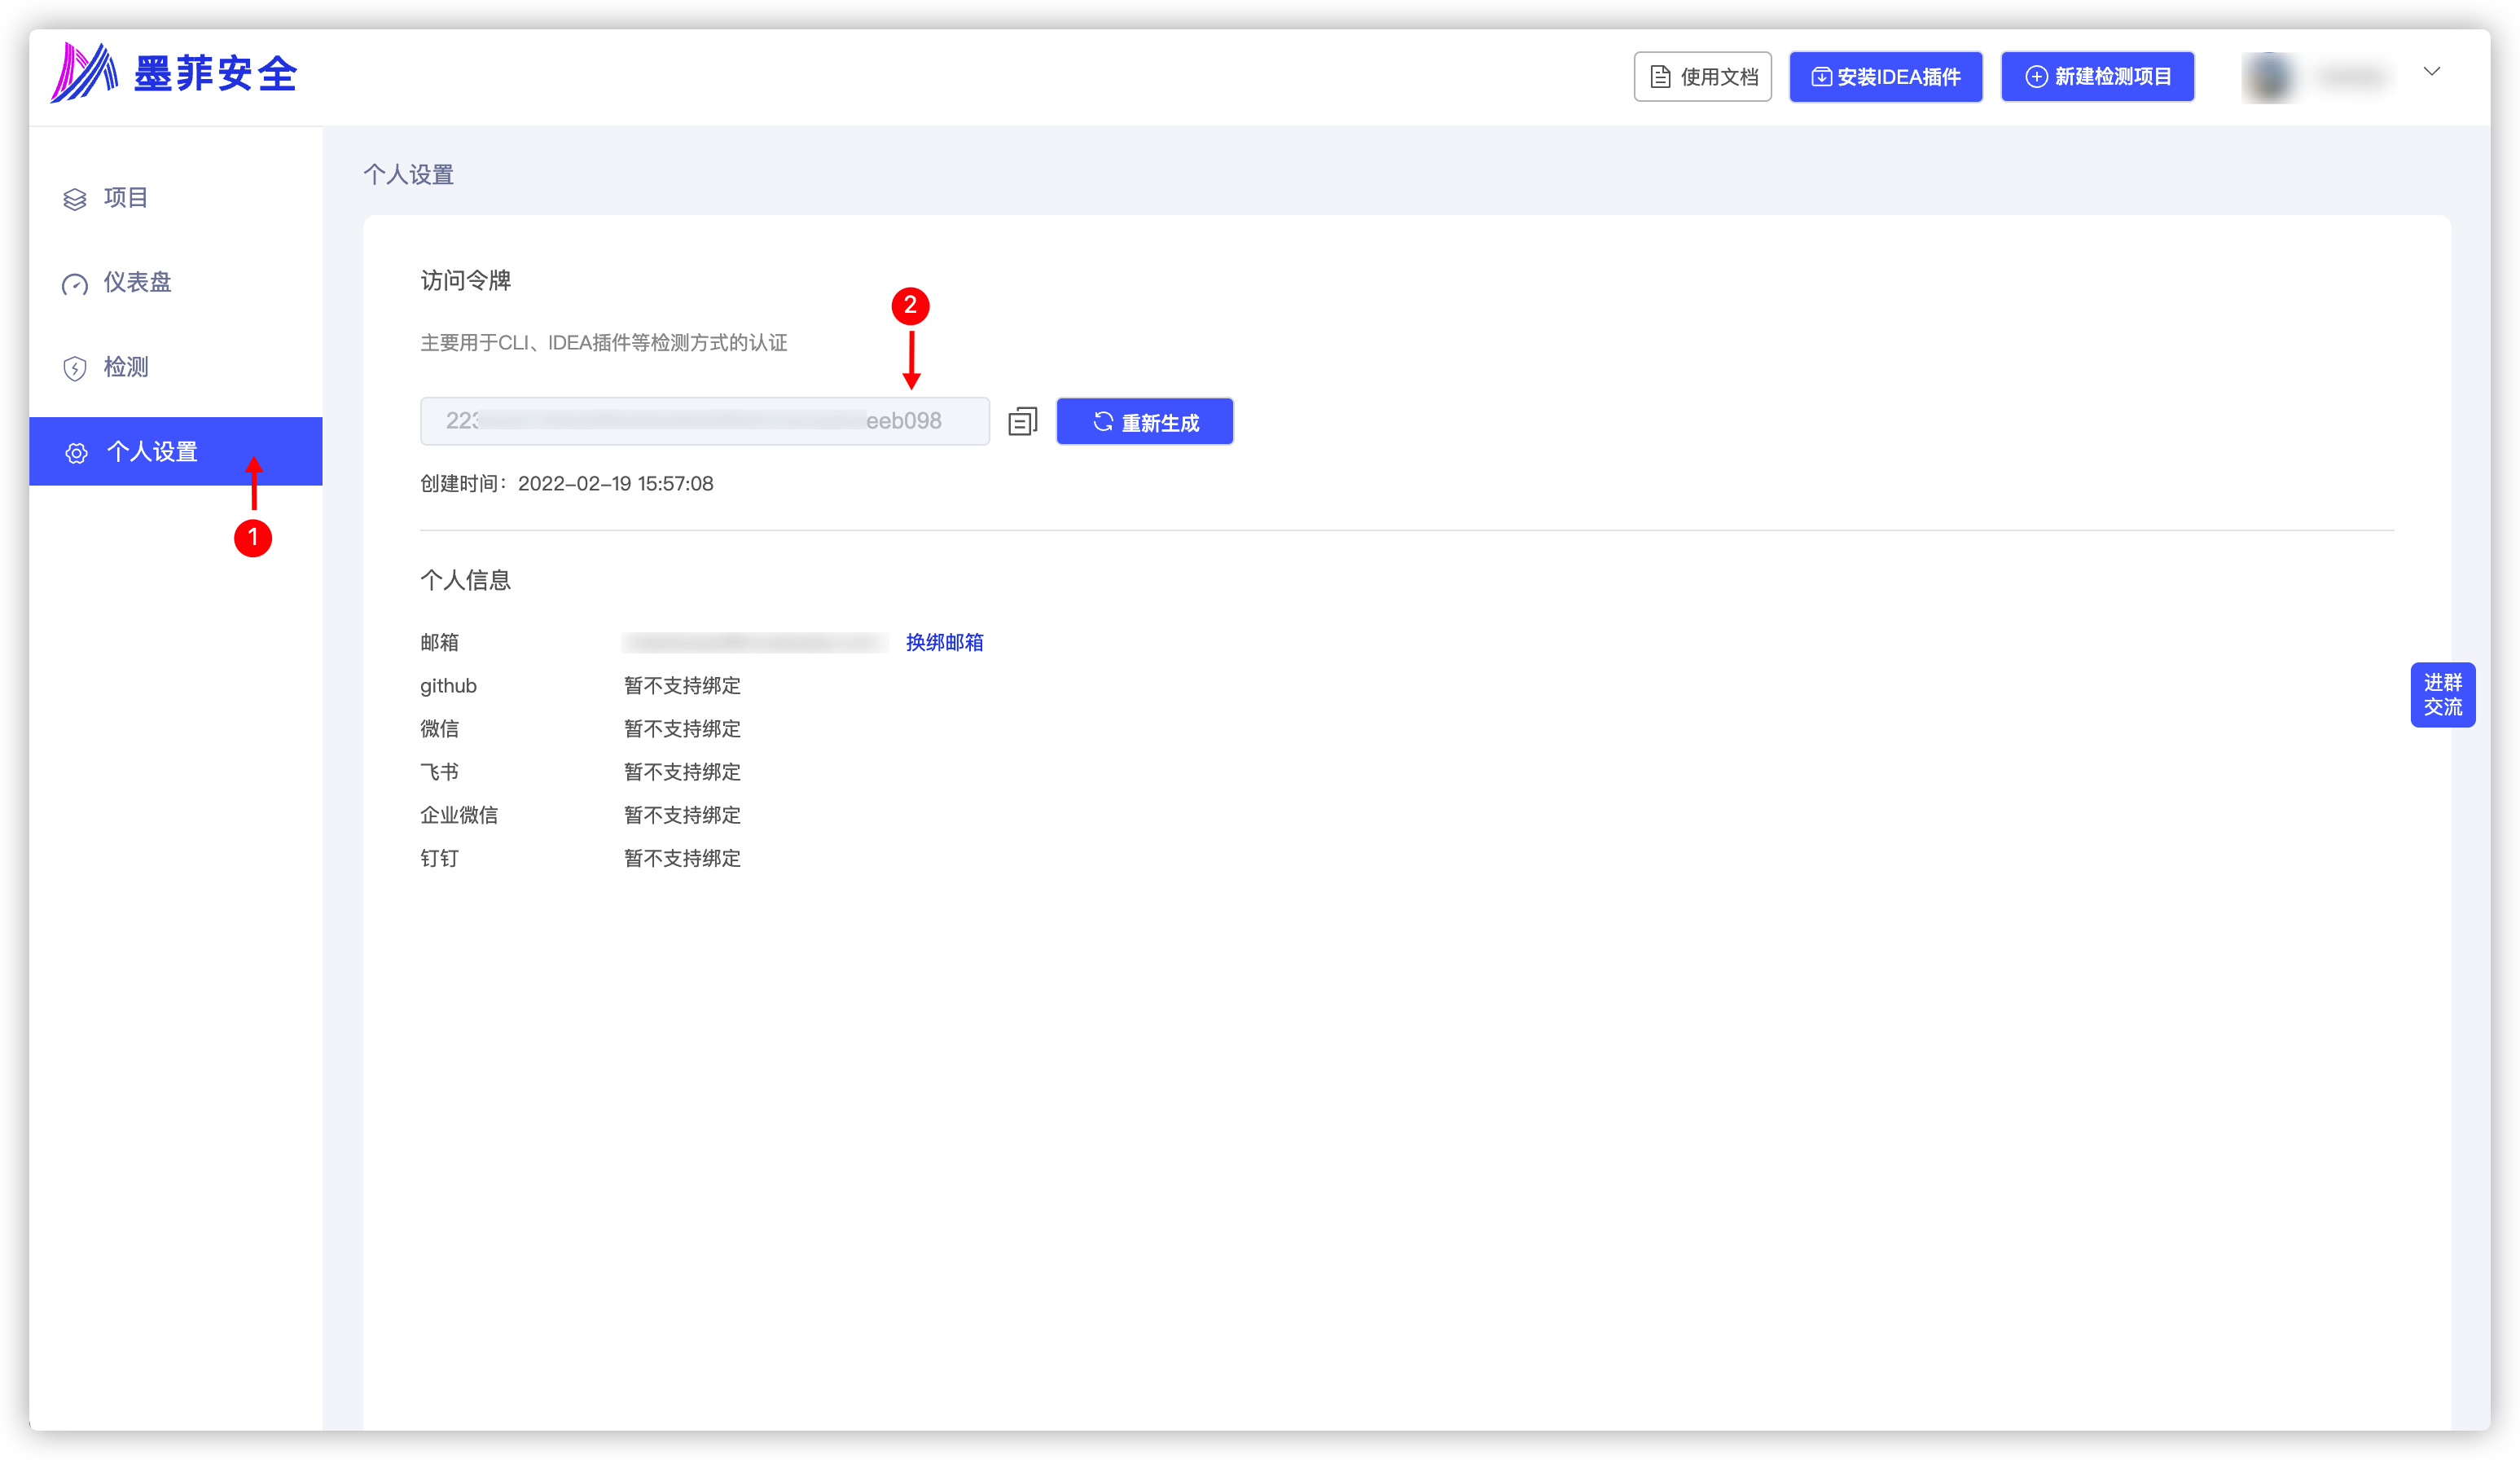 墨菲安全
使用文档
安装IDEA插件
新建检测项目
项目
仪表盘
检测
个人设置
1
个人设置
访问令牌
2
主要用于CLI、IDEA插件等检测方式的认证
223 eeb098
重新生成
创建时间：2022-02-19 15:57:08
个人信息
邮箱 换绑邮箱
github 暂不支持绑定
微信 暂不支持绑定
飞书 暂不支持绑定
企业微信 暂不支持绑定
钉钉 暂不支持绑定
进群
交流